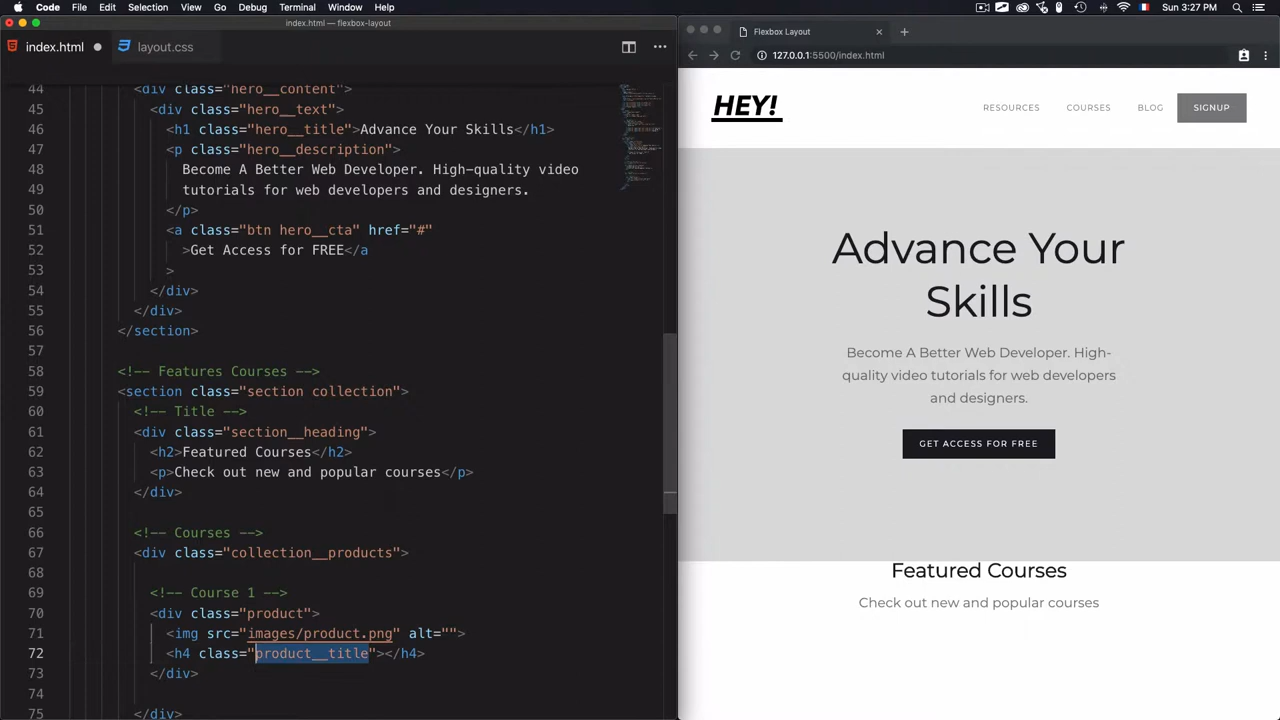 Code File Edit Selection View Go Debug Terminal Window Help
Sun 3:27 PM
index.html — flexbox-layout
index.html
layout.css
44 <div class="hero__content">
45 <div class="hero__text">
46 <h1 class="hero__title">Advance Your Skills</h1>
47 <p class="hero__description">
48 Become A Better Web Developer. High-quality video
49 tutorials for web developers and designers.
50 </p>
51 <a class="btn hero__cta" href="#"
52 >Get Access for FREE</a
53 >
54 </div>
55 </div>
56 </section>
57
58 <!-- Features Courses -->
59 <section class="section collection">
60 <!-- Title -->
61 <div class="section__heading">
62 <h2>Featured Courses</h2>
63 <p>Check out new and popular courses</p>
64 </div>
65
66 <!-- Courses -->
67 <div class="collection__products">
68
69 <!-- Course 1 -->
70 <div class="product">
71 <img src="images/product.png" alt="">
72 <h4 class="product__title"></h4>
73 </div>
74
75 </div>
Flexbox Layout
127.0.0.1:5500/index.html
HEY!
RESOURCES COURSES BLOG SIGNUP
Advance Your
Skills
Become A Better Web Developer. High-
quality video tutorials for web developers
and designers.
GET ACCESS FOR FREE
Featured Courses
Check out new and popular courses